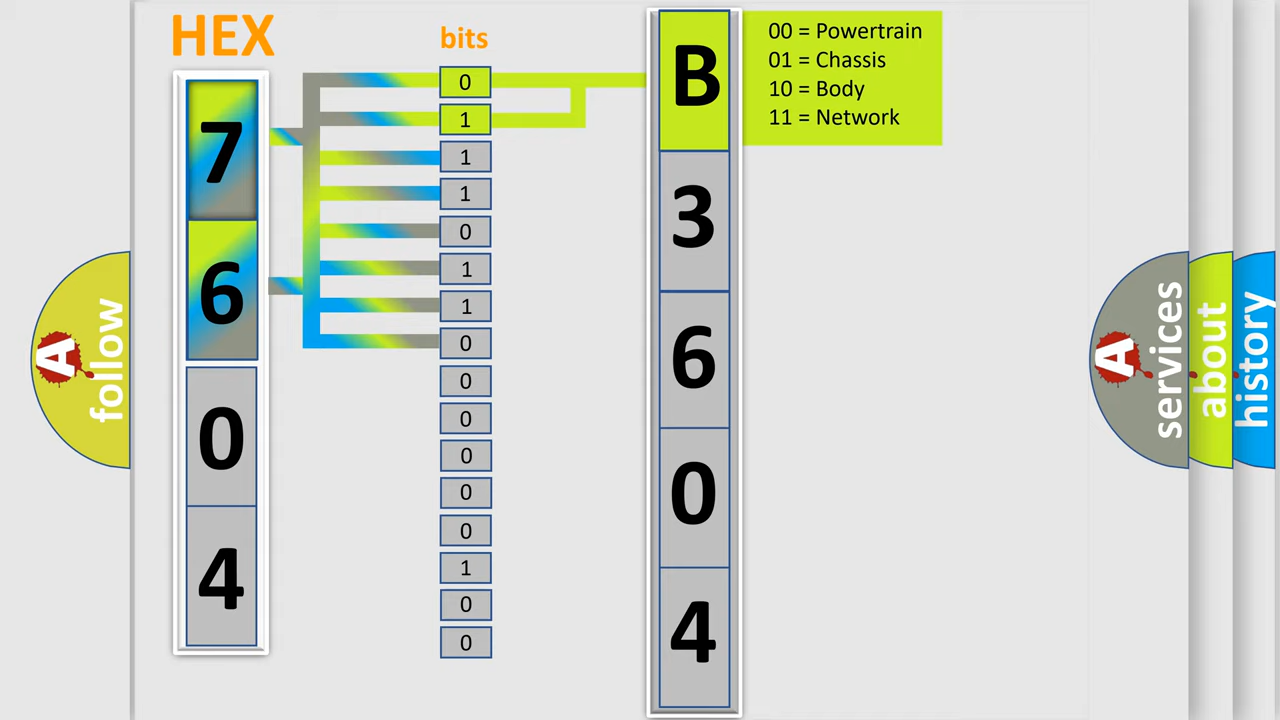 HEX
bits
7
6
0
4
0
1
1
1
0
1
1
0
0
0
0
0
0
1
0
0
B
3
6
0
4
00 = Powertrain
01 = Chassis
10 = Body
11 = Network
A
follow
A
services
about
history